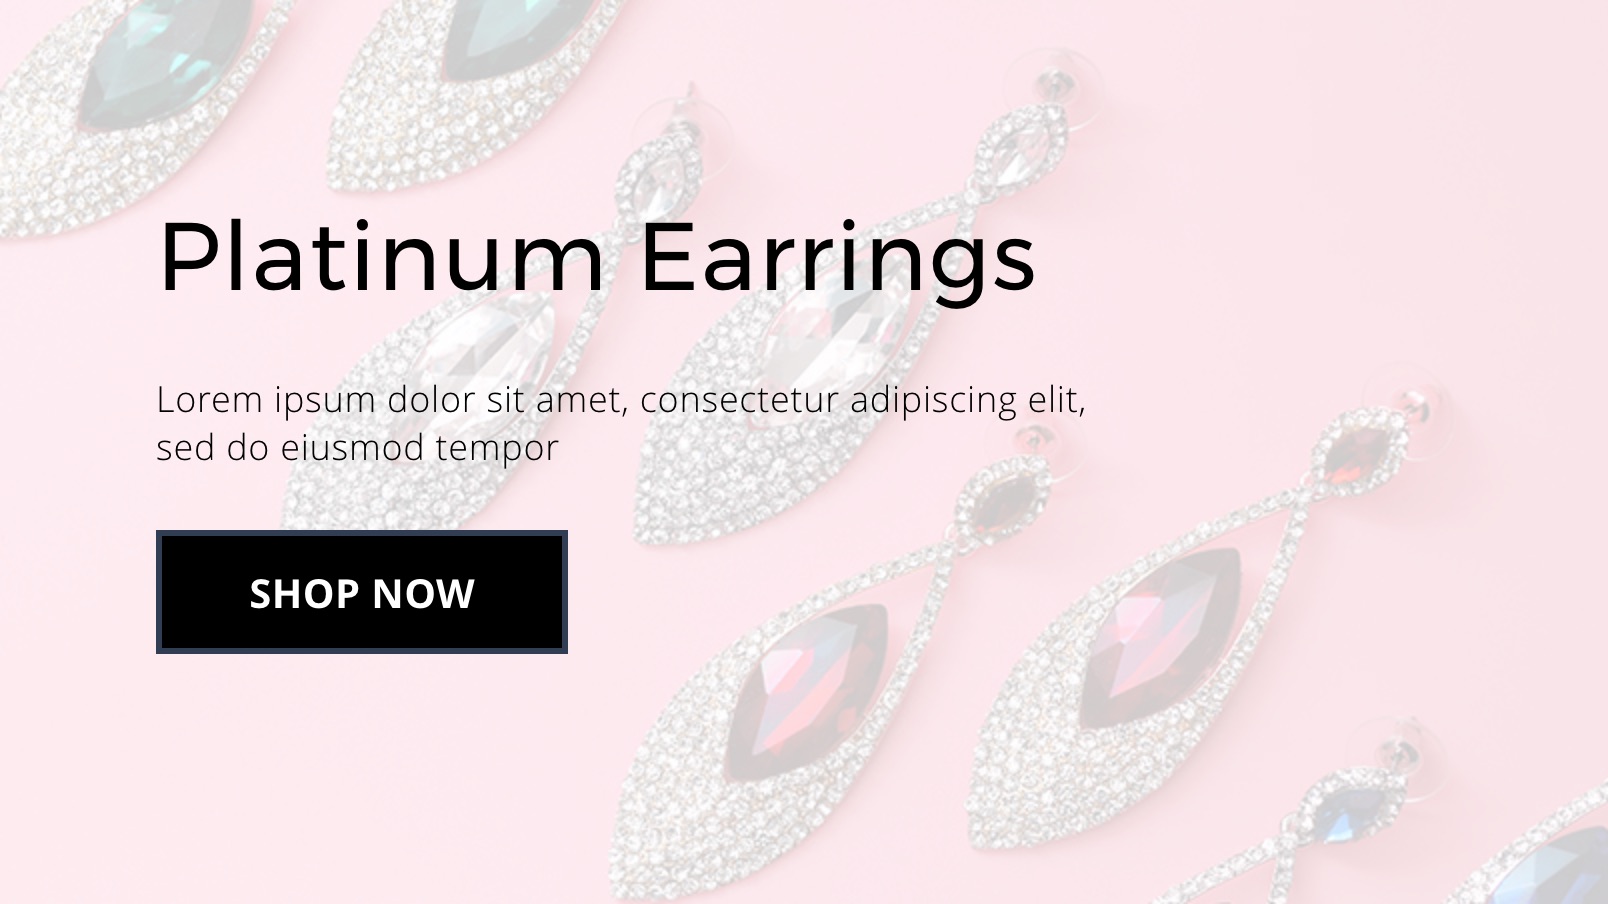 Platinum Earrings
Lorem ipsum dolor sit amet, consectetur adipiscing elit,
sed do eiusmod tempor
SHOP NOW